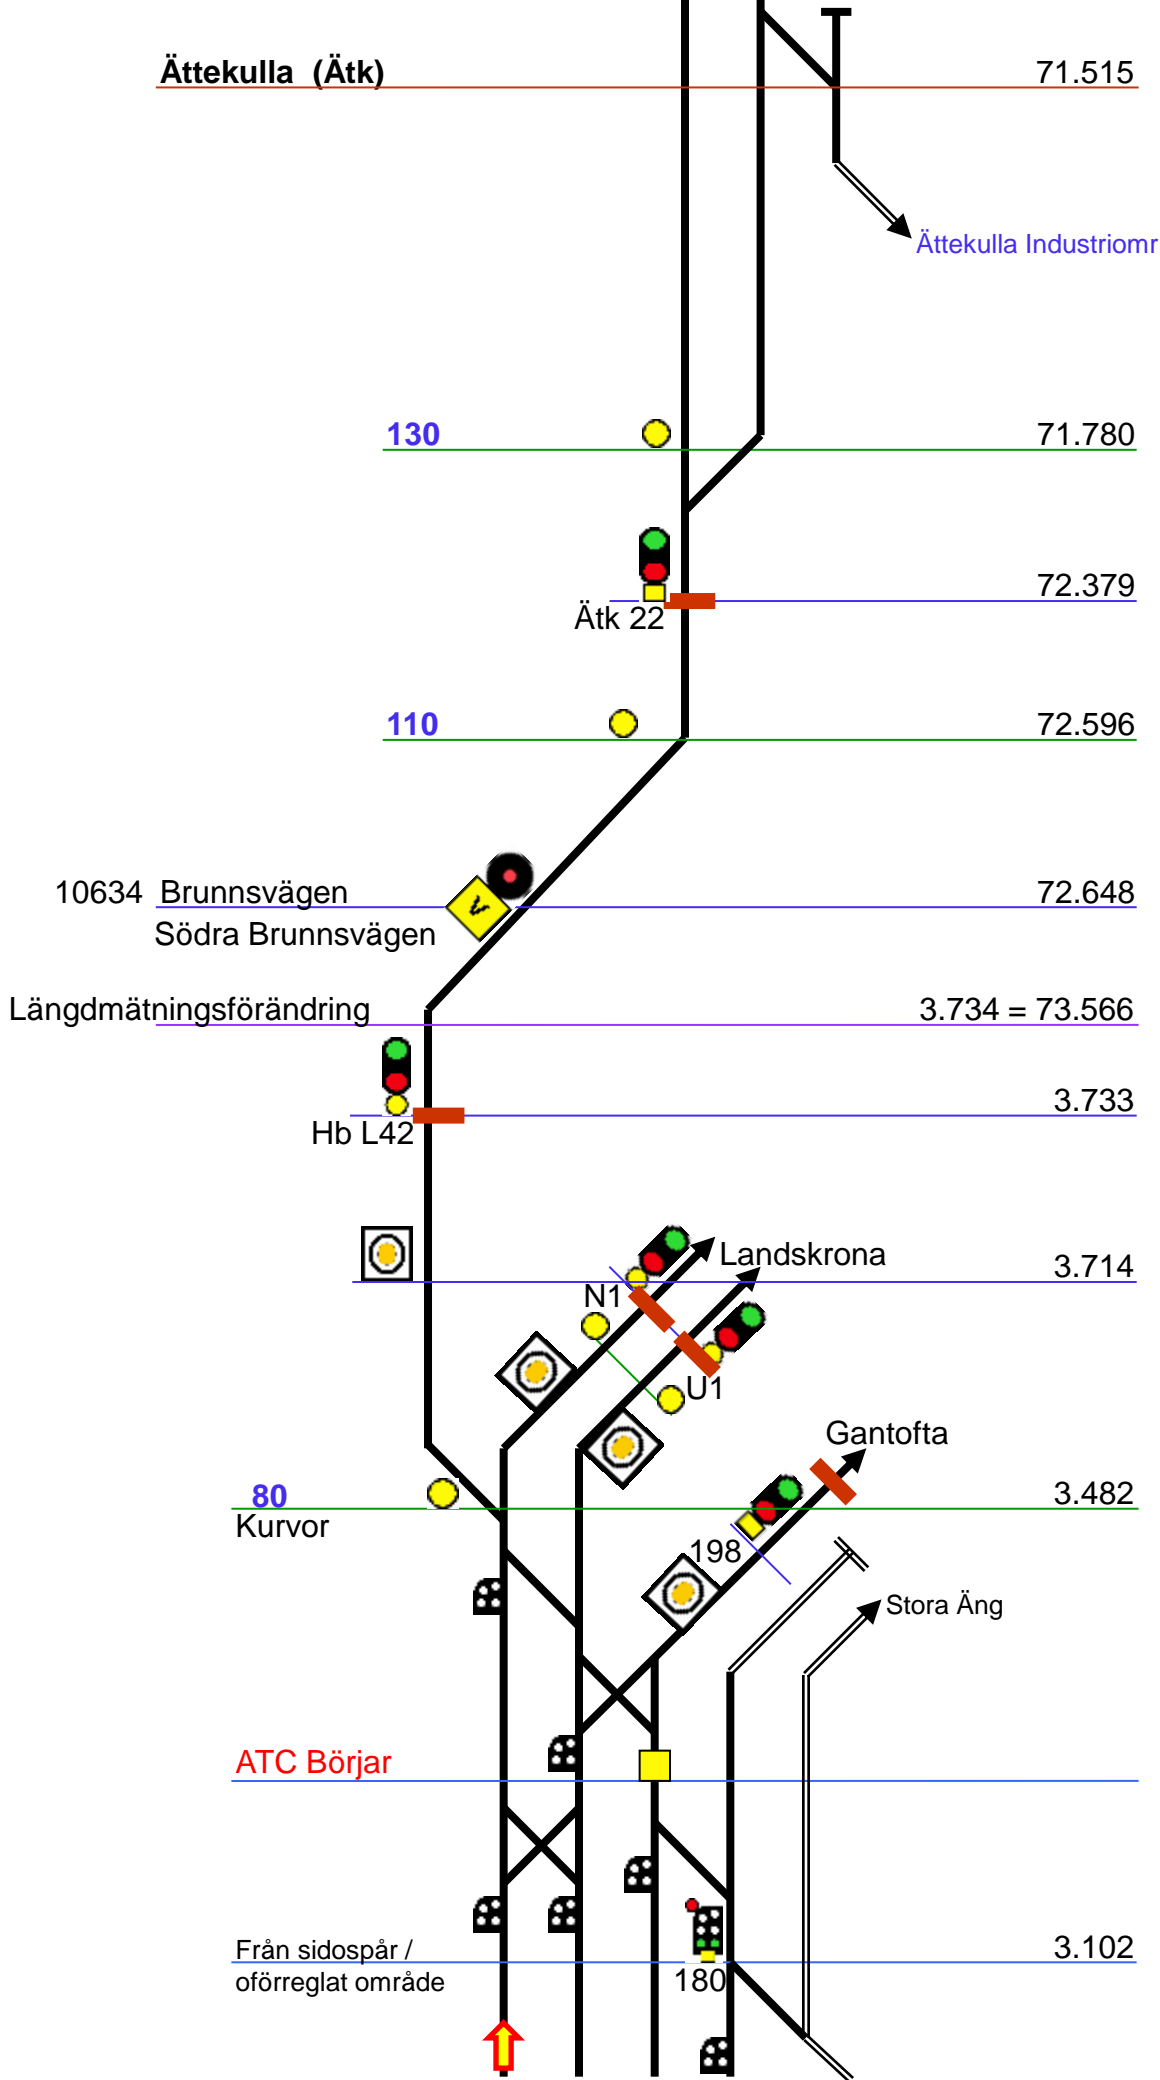 Ättekulla (Ätk) 71.515
Ättekulla Industriomr
130 71.780
72.379
Ätk 22
110 72.596
10634 Brunnsvägen 72.648
V
Södra Brunnsvägen
Längdmätningsförändring 3.734 = 73.566
3.733
Hb L42
Landskrona 3.714
N1
U1
Gantofta
80 3.482
Kurvor
198
Stora Äng
ATC Börjar
Från sidospår / 3.102
oförreglat område
180